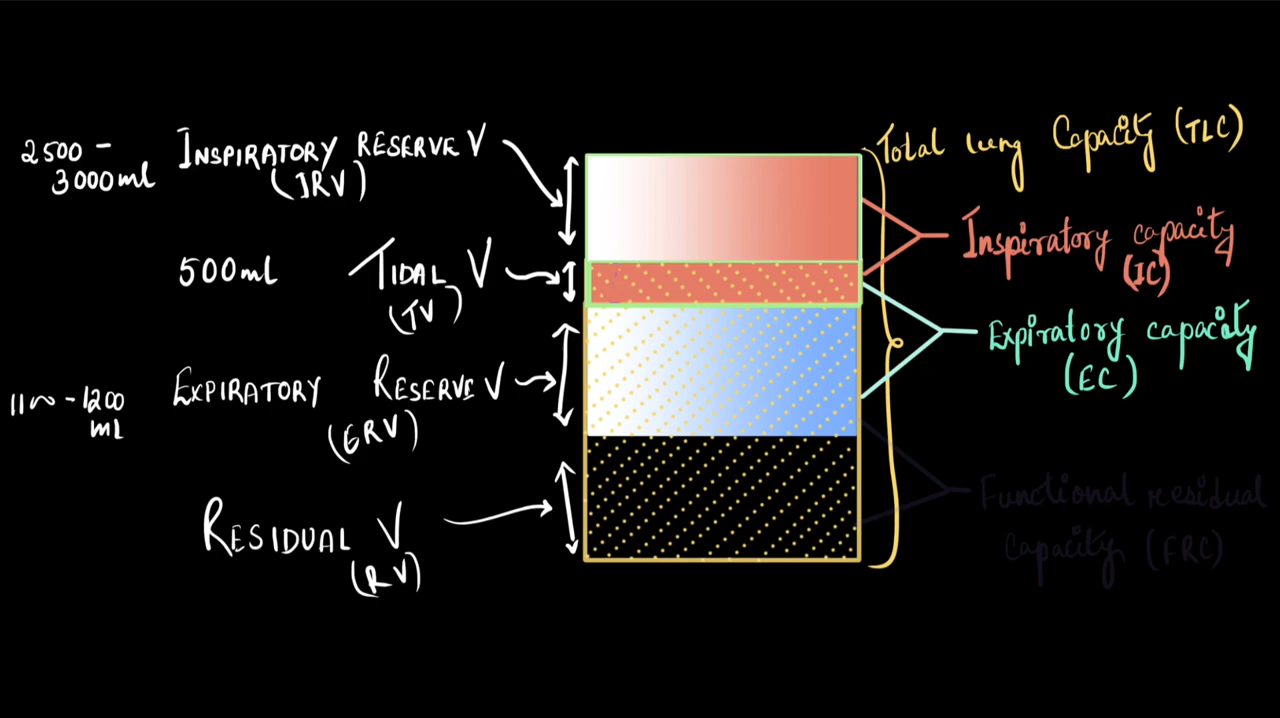 2500 -
3000ml
INSPIRATORY RESERVE V
(IRV)
500ml
TIDAL V
(TV)
1100 - 1200
ML
EXPIRATORY RESERVE V
(ERV)
RESIDUAL V
(RV)
Total lung Capacity (TLC)
Inspiratory capacity
(IC)
Expiratory capacity
(EC)
Functional residual
Capacity (FRC)